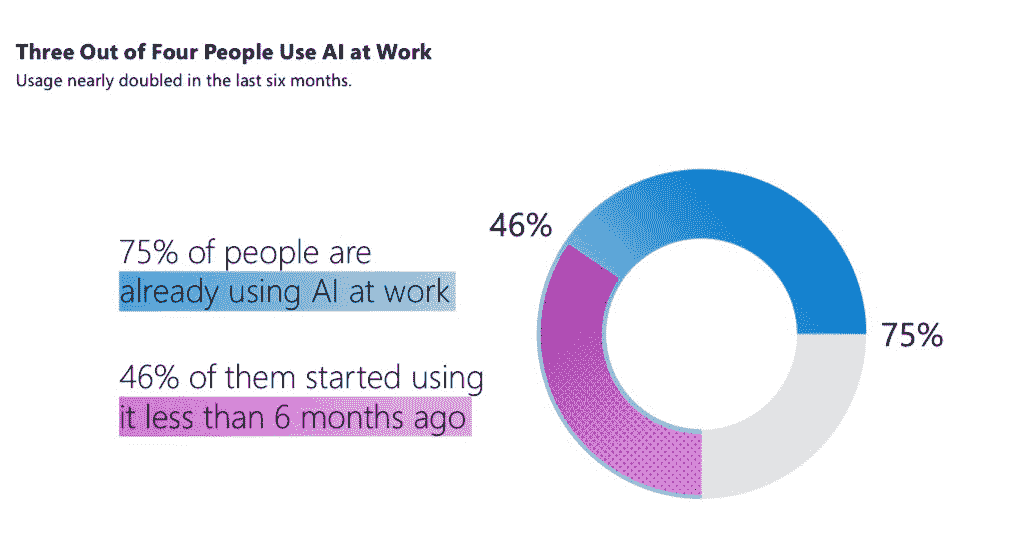 Three Out of Four People Use AI at Work
Usage nearly doubled in the last six months.
46%
75% of people are
already using AI at work
75%
46% of them started using
it less than 6 months ago